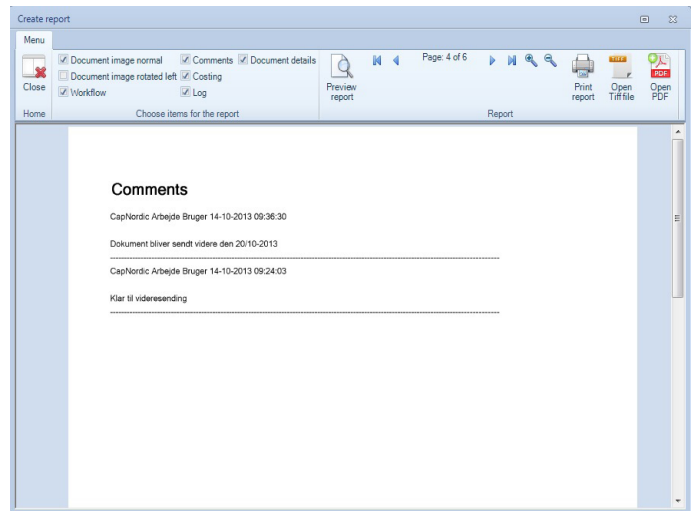 Create report
Menu
Close
Home
Document image normal
Comments
Document details
Document image rotated left
Costing
Workflow
Log
Choose items for the report
Preview report
Page: 4 of 6
Print report
TIFF
Open Tiff file
PDF
Open PDF
Report
Comments
CapNordic Arbejde Bruger 14-10-2013 09:36:30
Dokument bliver sendt videre den 20/10-2013
CapNordic Arbejde Bruger 14-10-2013 09:24:03
Klar til videresending